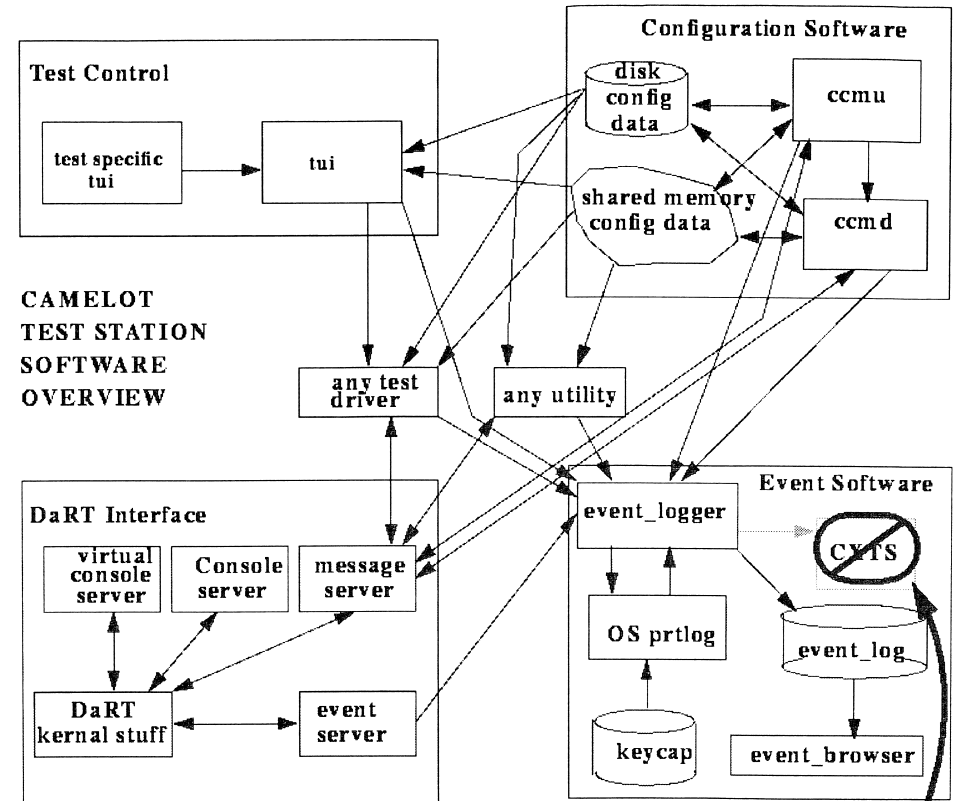 Configuration Software
Test Control
disk
config
data
ccmu
test specific
tui
tui
shared memory
config data
ccmd
CAMELOT
TEST STATION
SOFTWARE
OVERVIEW
any test
driver
any utility
DaRT Interface
Event Software
event_logger
virtual
console
server
Console
server
message
server
CXTS
OS prtlog
event_log
DaRT
kernal stuff
event
server
keycap
event_browser